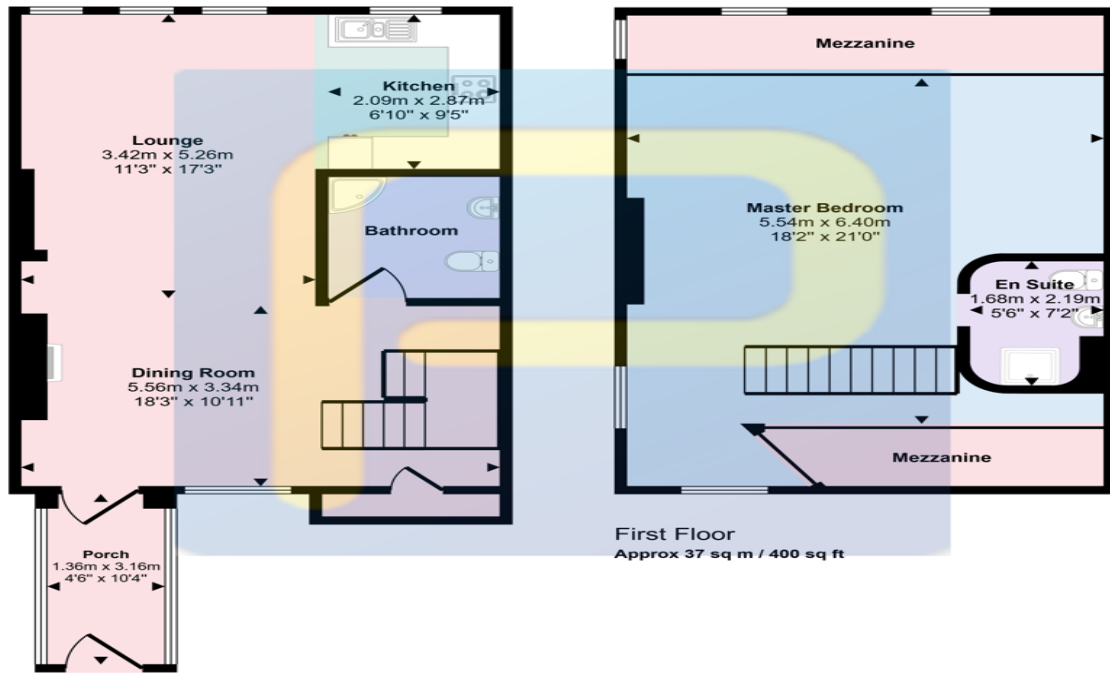 Lounge
3.42m x 5.26m
11'3" x 17'3"
Kitchen
2.09m x 2.87m
6'10" x 9'5"
Bathroom
Dining Room
5.56m x 3.34m
18'3" x 10'11"
Porch
1.36m x 3.16m
4'6" x 10'4"
Mezzanine
Master Bedroom
5.54m x 6.40m
18'2" x 21'0"
En Suite
1.68m x 2.19m
5'6" x 7'2"
Mezzanine
First Floor
Approx 37 sq m / 400 sq ft